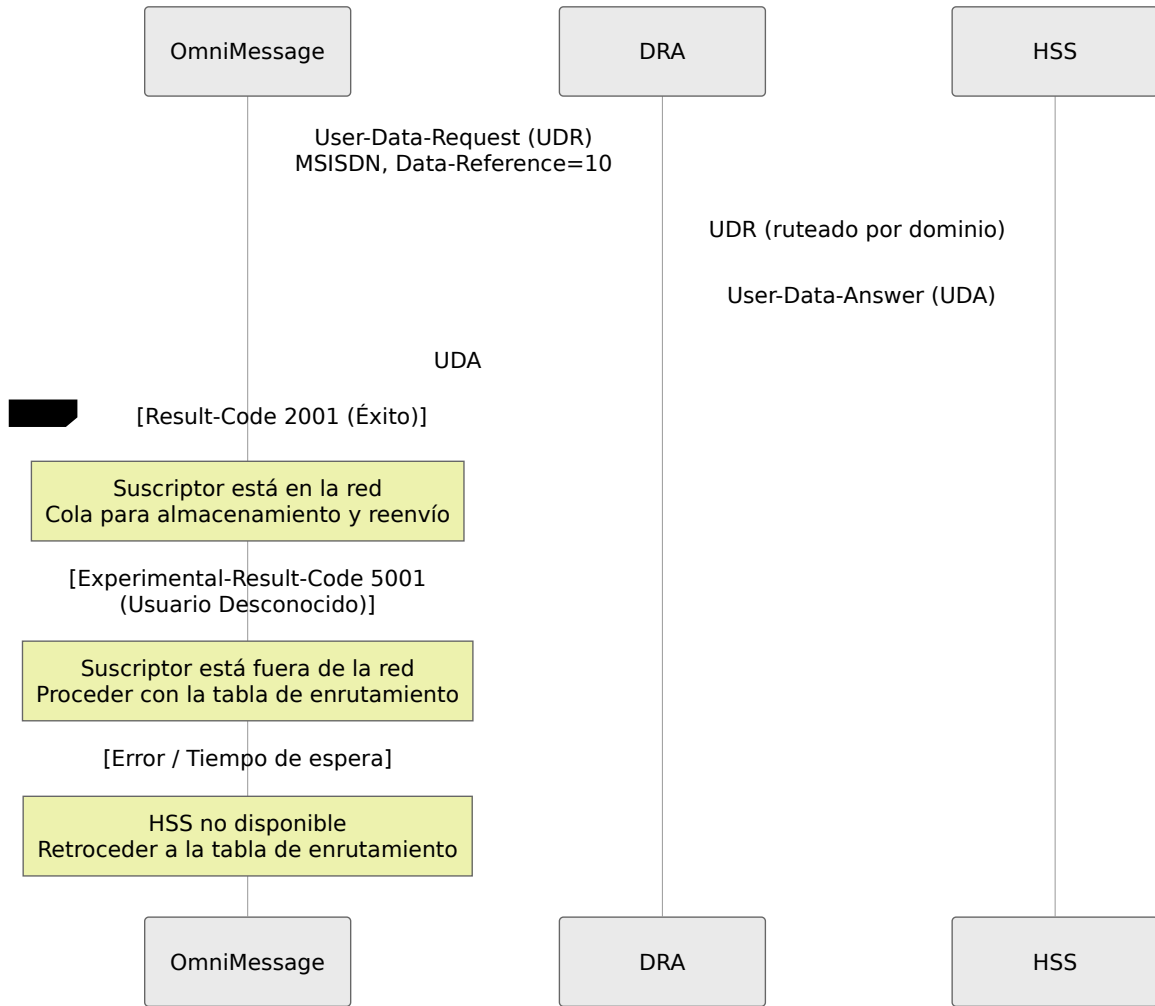 OmniMessage
DRA
HSS
User-Data-Request (UDR)
MSISDN, Data-Reference=10
UDR (ruteado por dominio)
User-Data-Answer (UDA)
UDA
[Result-Code 2001 (Éxito)]
Suscriptor está en la red
Cola para almacenamiento y reenvío
[Experimental-Result-Code 5001
(Usuario Desconocido)]
Suscriptor está fuera de la red
Proceder con la tabla de enrutamiento
[Error / Tiempo de espera]
HSS no disponible
Retroceder a la tabla de enrutamiento
OmniMessage
DRA
HSS